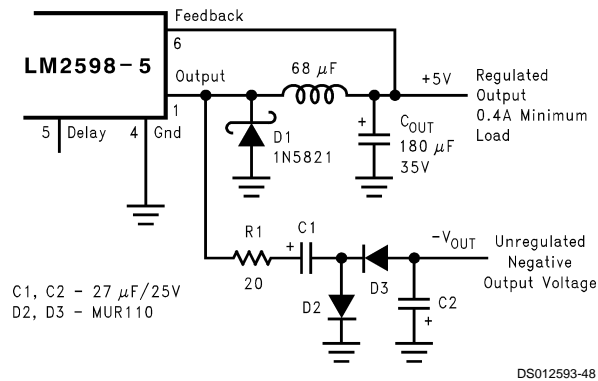 Feedback
6
LM2598-5
Output
1
5 Delay
4 Gnd
68 μF
+5V
Regulated
Output
0.4A Minimum
Load
D1
1N5821
+
COUT
180 μF
35V
R1
20
C1
+
-VOUT
Unregulated
Negative
Output Voltage
D2
D3
C2
+
C1, C2 - 27 μF/25V
D2, D3 - MUR110
DS012593-48